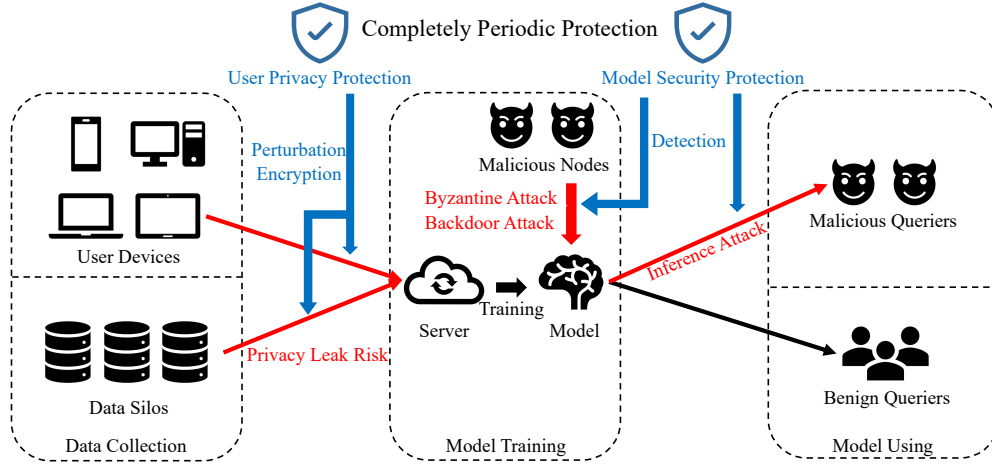 Completely Periodic Protection
User Privacy Protection
Model Security Protection
Perturbation
Encryption
Detection
Malicious Nodes
Byzantine Attack
Backdoor Attack
User Devices
Data Silos
Data Collection
Privacy Leak Risk
Server
Training
Model
Model Training
Inference Attack
Malicious Queriers
Benign Queriers
Model Using